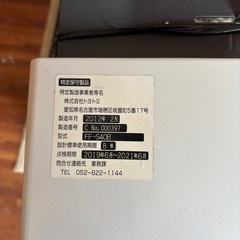 特定保守製品
特定製造事業者等名
株式会社トヨトミ
愛知県名古屋市瑞穂区桃園町5番17号
製造年月 2012年 2月
製造番号 C No.000397
型式 FF-S40B
設計標準使用期間 8 年
点検期間 2019年6月~2021年6月
問合せ連絡先 業務課
TEL 052-822-1144